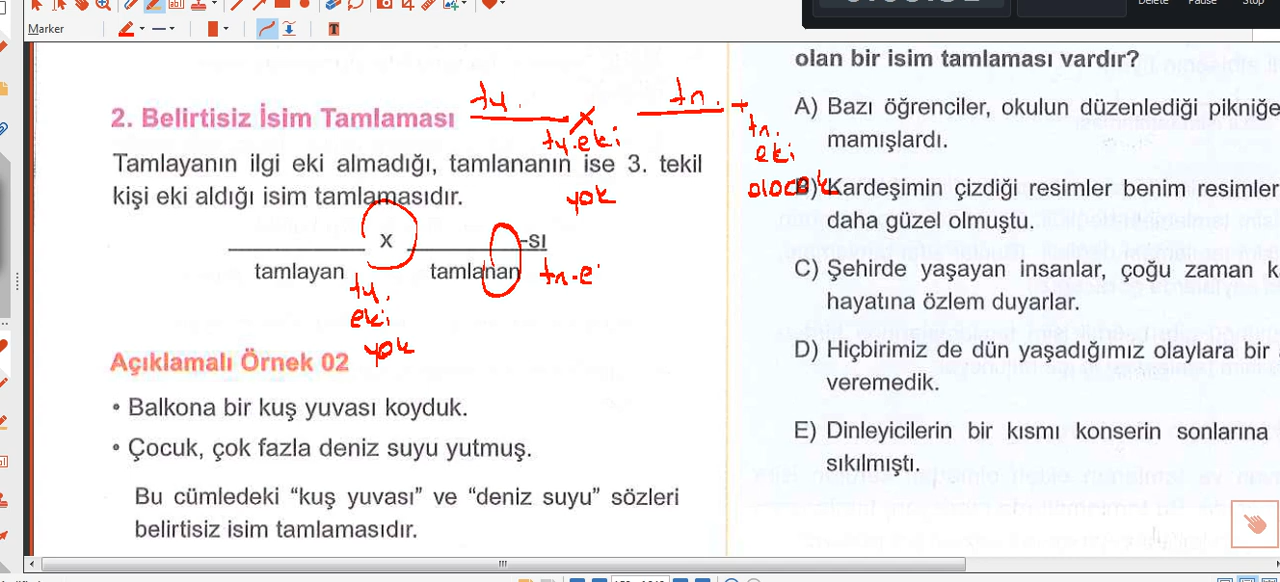 Delete Pause Stop
Marker
2. Belirtisiz İsim Tamlaması
ty. tn. +
x
ty. eki
yok
tn.
eki
olacak
Tamlayanın ilgi eki almadığı, tamlananın ise 3. tekil
kişi eki aldığı isim tamlamasıdır.
x -SI
tamlayan tamlanan
ty.
eki
yok
tn. e
Açıklamalı Örnek 02
• Balkona bir kuş yuvası koyduk.
• Çocuk, çok fazla deniz suyu yutmuş.
Bu cümledeki “kuş yuvası” ve “deniz suyu” sözleri
belirtisiz isim tamlamasıdır.
olan bir isim tamlaması vardır?
A) Bazı öğrenciler, okulun düzenlediği pikniğe
mamışlardı.
B) Kardeşimin çizdiği resimler benim resimler
daha güzel olmuştu.
C) Şehirde yaşayan insanlar, çoğu zaman
hayatına özlem duyarlar.
D) Hiçbirimiz de dün yaşadığımız olaylara bir
veremedik.
E) Dinleyicilerin bir kısmı konserin sonlarına
sıkılmıştı.